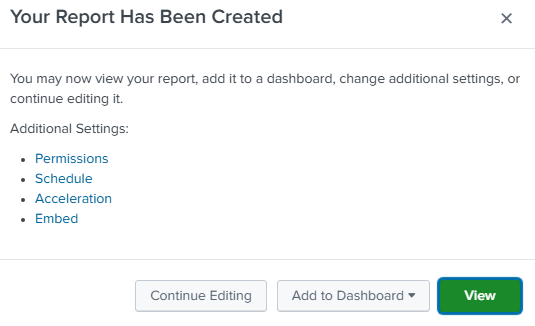 Your Report Has Been Created
You may now view your report, add it to a dashboard, change additional settings, or
continue editing it.
Additional Settings:
Permissions
Schedule
Acceleration
Embed
Continue Editing
Add to Dashboard
View